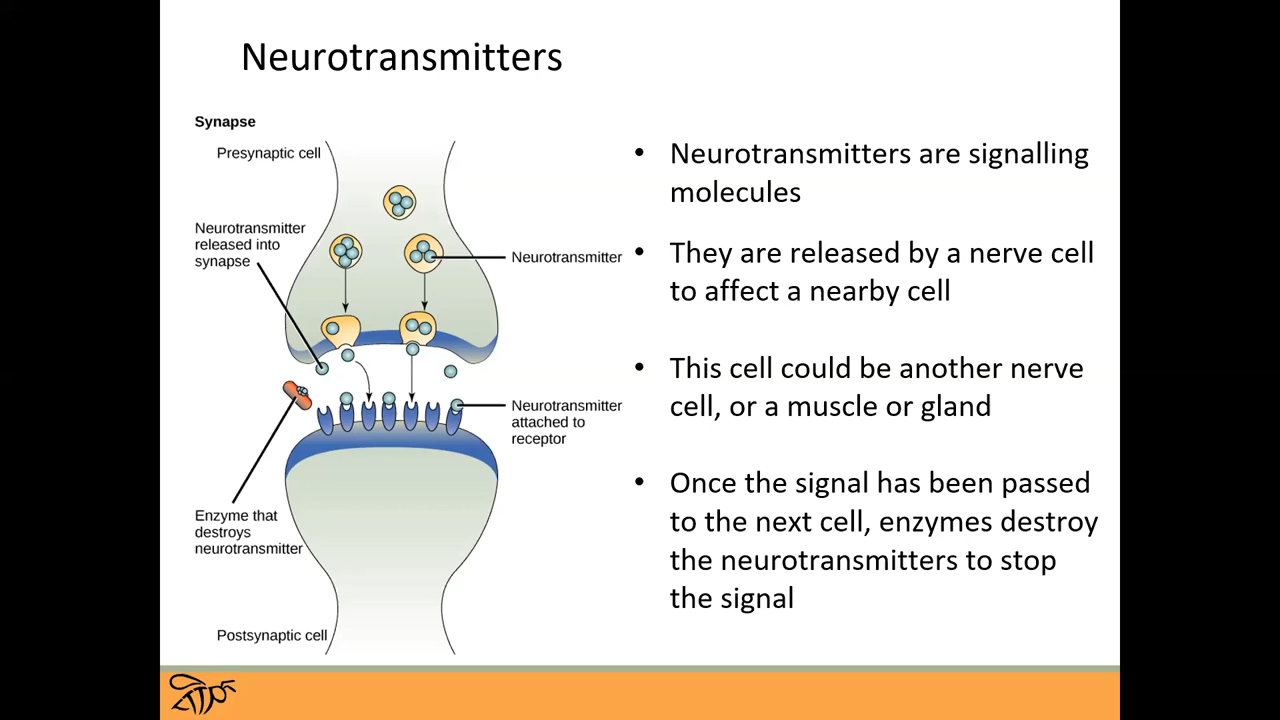 Neurotransmitters
Synapse
Presynaptic cell
Neurotransmitter
released into
synapse
Neurotransmitter
Neurotransmitter
attached to
receptor
Enzyme that
destroys
neurotransmitter
Postsynaptic cell
• Neurotransmitters are signalling
molecules
• They are released by a nerve cell
to affect a nearby cell
• This cell could be another nerve
cell, or a muscle or gland
• Once the signal has been passed
to the next cell, enzymes destroy
the neurotransmitters to stop
the signal